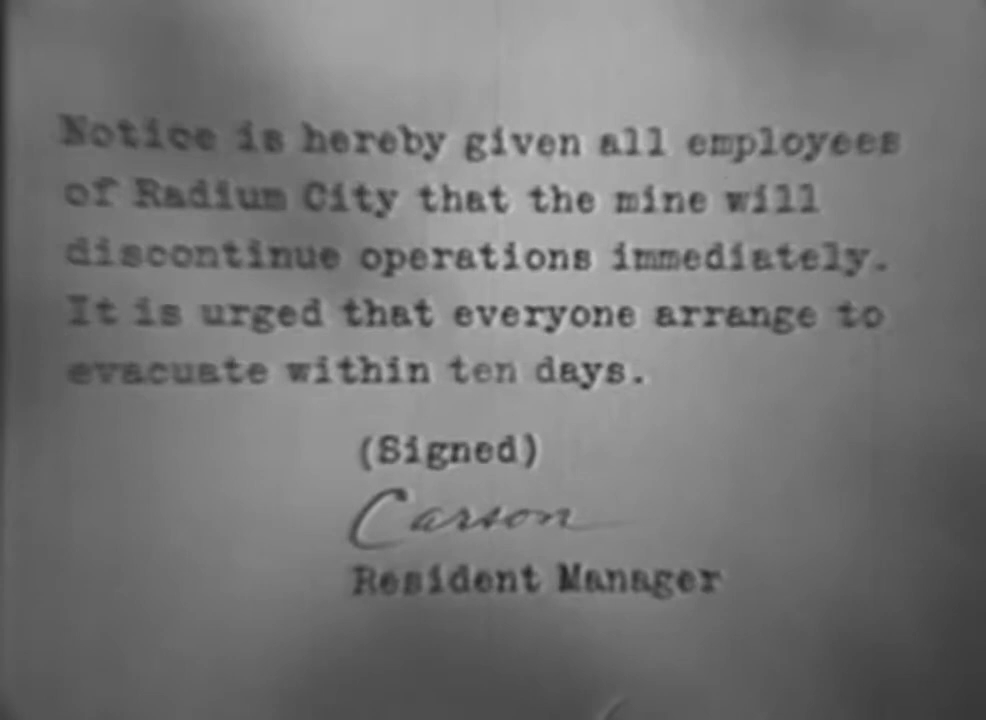 Notice is hereby given all employees
of Radium City that the mine will
discontinue operations immediately.
It is urged that everyone arrange to
evacuate within ten days.
(Signed)
Carson
Resident Manager